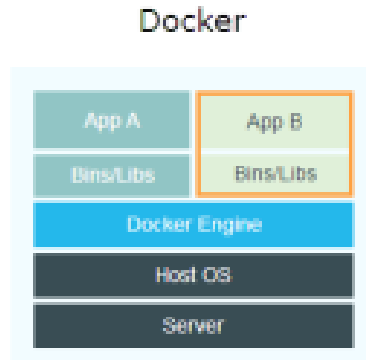 Docker
App A App B
Bins/Libs Bins/Libs
Docker Engine
Host OS
Server